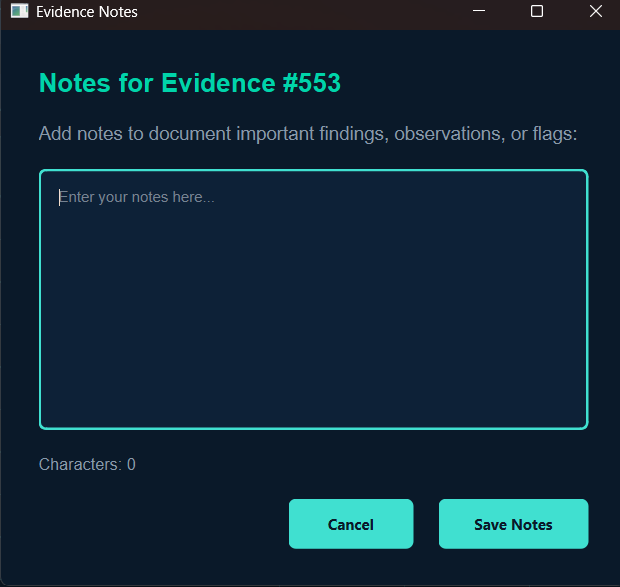 Evidence Notes
Notes for Evidence #553
Add notes to document important findings, observations, or flags:
Enter your notes here...
Characters: 0
Cancel
Save Notes